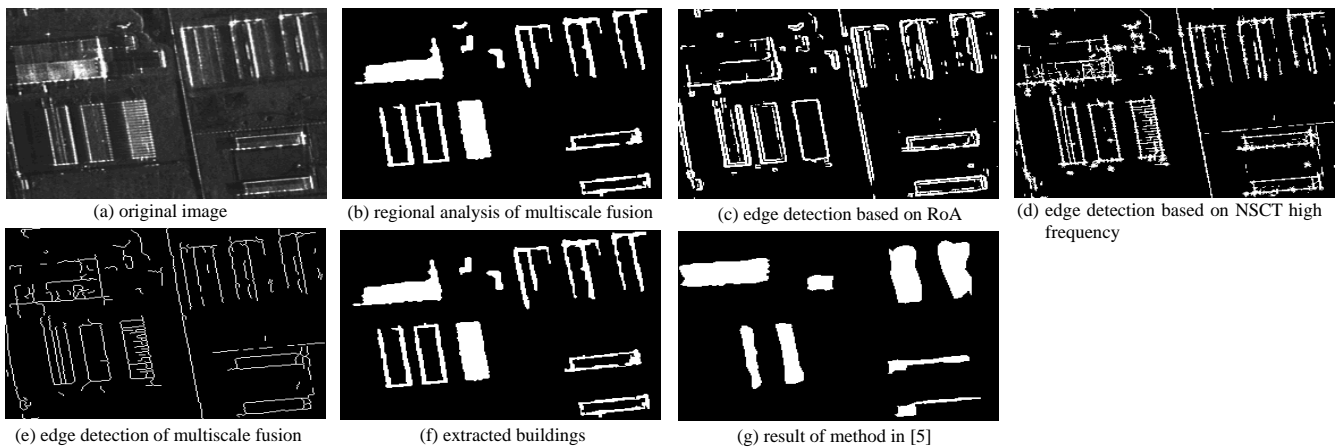 (a) original image
(b) regional analysis of multiscale fusion
(c) edge detection based on RoA
(d) edge detection based on NSCT high
frequency
(e) edge detection of multiscale fusion
(f) extracted buildings
(g) result of method in [5]